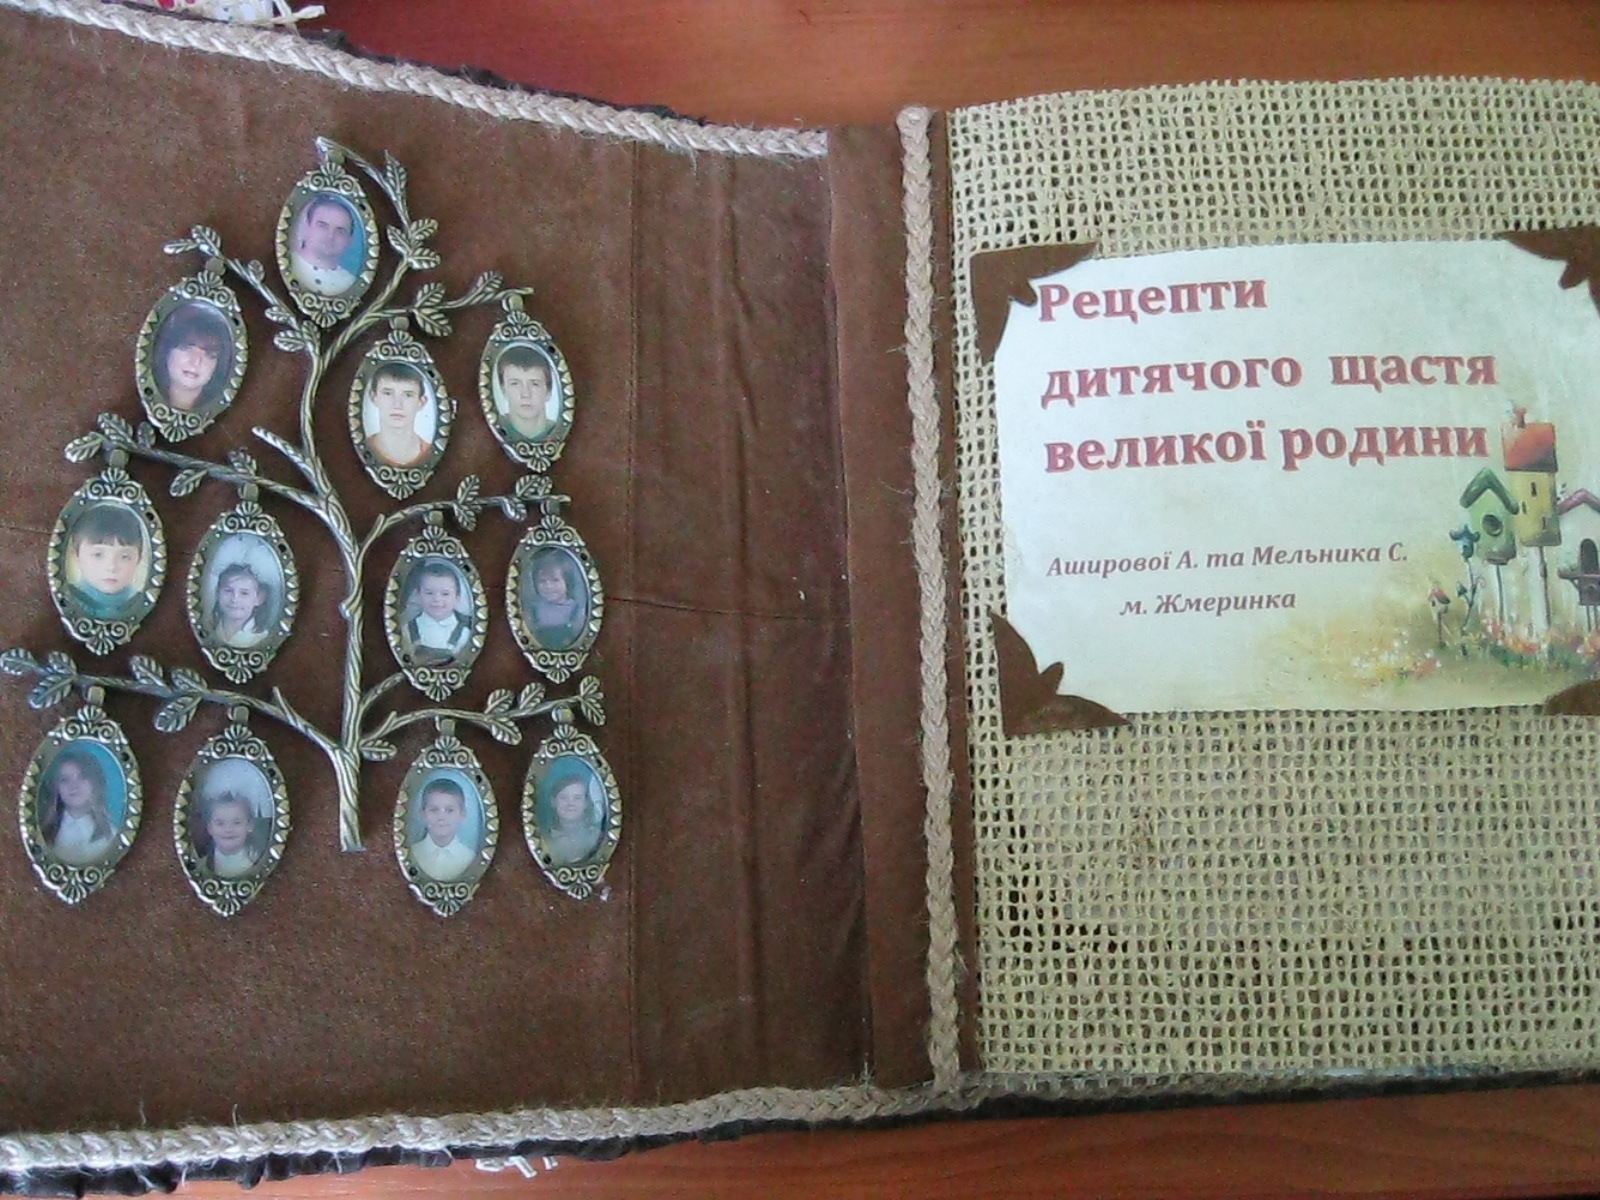 Рецепти
дитячого щастя
великої родини
Аширової А. та Мельника С.
м. Жмеринка